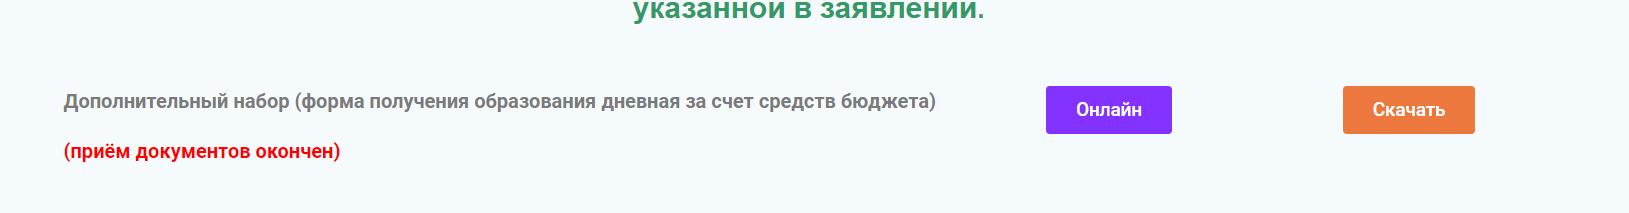 указанной в заявлении.
Дополнительный набор (форма получения образования дневная за счет средств бюджета)
Онлайн
Скачать
(приём документов окончен)